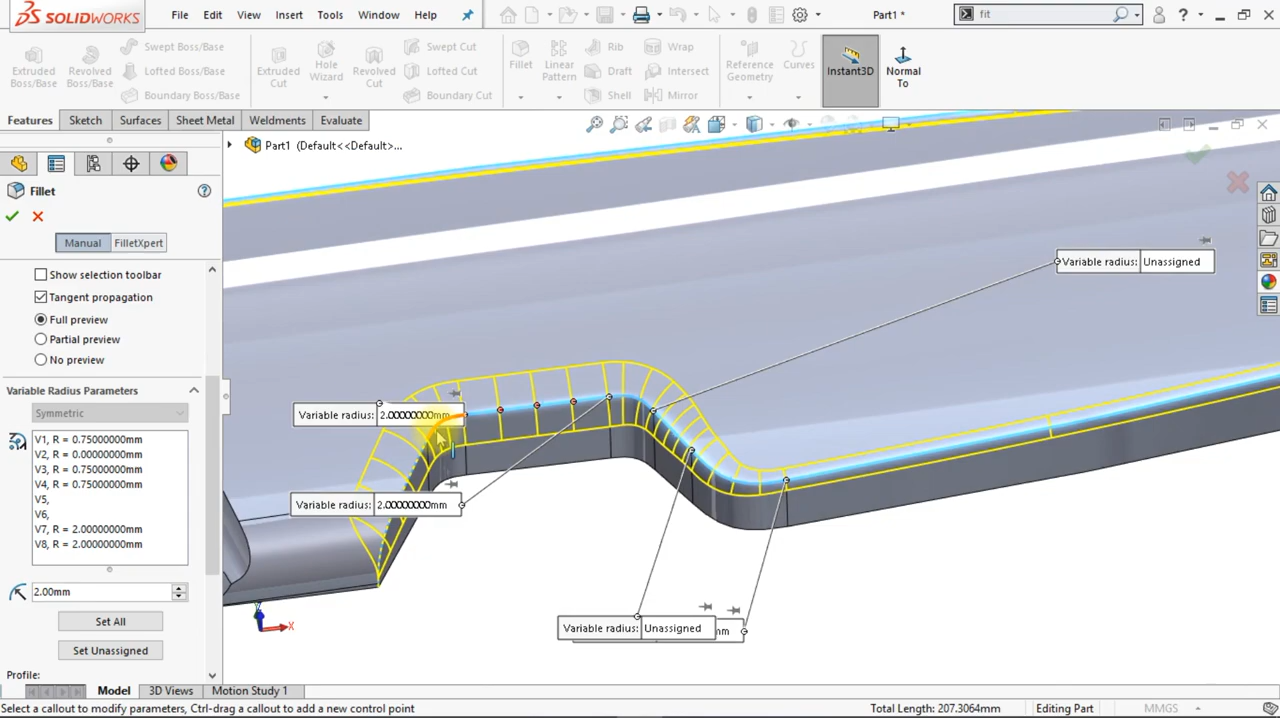 SOLIDWORKS File Edit View Insert Tools Window Help Part1 * fit ?
Extruded Boss/Base
Revolved Boss/Base
Swept Boss/Base
Lofted Boss/Base
Boundary Boss/Base
Extruded Cut
Hole Wizard
Revolved Cut
Swept Cut
Lofted Cut
Boundary Cut
Fillet
Linear Pattern
Rib
Draft
Shell
Wrap
Intersect
Mirror
Reference Geometry
Curves
Instant3D
Normal To
Features Sketch Surfaces Sheet Metal Weldments Evaluate
Part1 (Default<<Default>...
Fillet ?
Manual FilletXpert
Show selection toolbar
Tangent propagation
Full preview
Partial preview
No preview
Variable Radius Parameters
Symmetric
V1, R = 0.75000000mm
V2, R = 0.00000000mm
V3, R = 0.75000000mm
V4, R = 0.75000000mm
V5,
V6,
V7, R = 2.00000000mm
V8, R = 2.00000000mm
2.00mm
Set All
Set Unassigned
Profile:
Variable radius: Unassigned
Variable radius: 2.00000000mm
Variable radius: 2.00000000mm
Variable radius: Unassigned
X
Model 3D Views Motion Study 1
Select a callout to modify parameters, Ctrl-drag a callout to add a new control point Total Length: 207.3064mm Editing Part MMGS